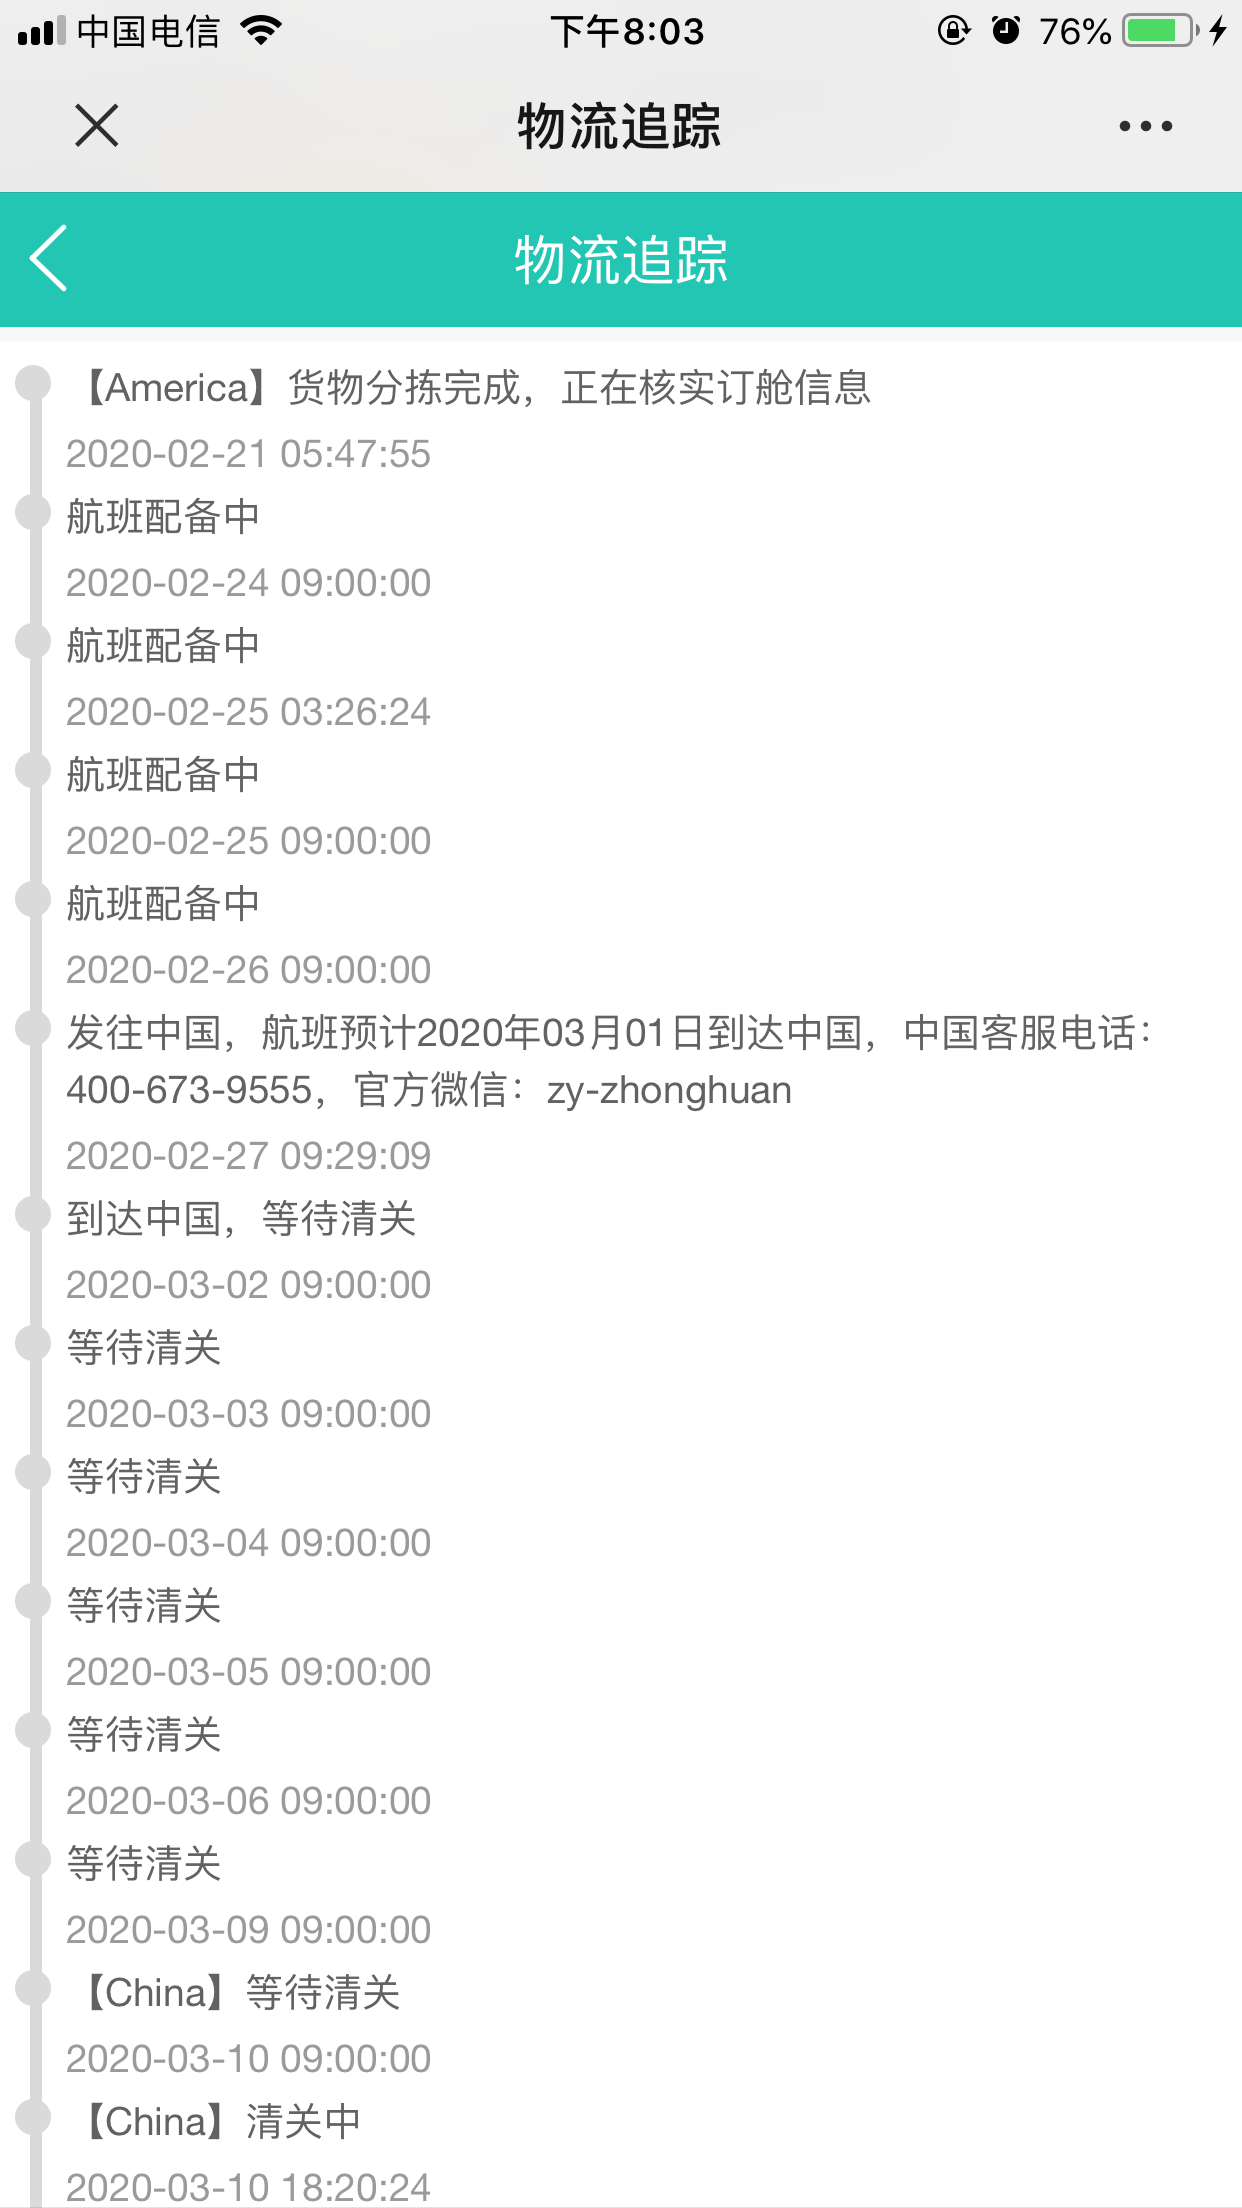 中国电信
下午8:03
76%
物流追踪
物流追踪
【America】货物分拣完成，正在核实订舱信息
2020-02-21 05:47:55
航班配备中
2020-02-24 09:00:00
航班配备中
2020-02-25 03:26:24
航班配备中
2020-02-25 09:00:00
航班配备中
2020-02-26 09:00:00
发往中国，航班预计2020年03月01日到达中国，中国客服电话：
400-673-9555，官方微信：zy-zhonghuan
2020-02-27 09:29:09
到达中国，等待清关
2020-03-02 09:00:00
等待清关
2020-03-03 09:00:00
等待清关
2020-03-04 09:00:00
等待清关
2020-03-05 09:00:00
等待清关
2020-03-06 09:00:00
等待清关
2020-03-09 09:00:00
【China】等待清关
2020-03-10 09:00:00
【China】清关中
2020-03-10 18:20:24